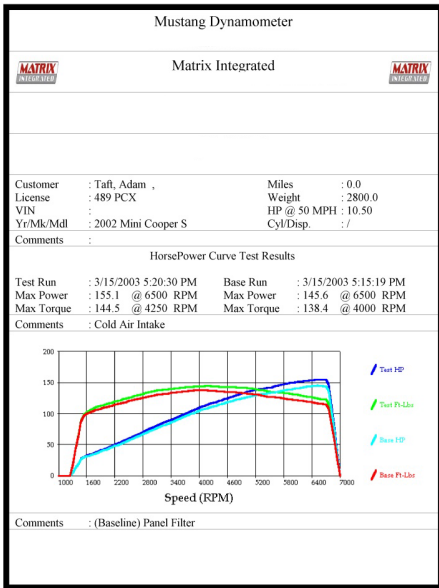 Mustang Dynamometer
MATRIX INTEGRATED
Matrix Integrated
MATRIX INTEGRATED
Customer : Taft, Adam , Miles : 0.0
License : 489 PCX Weight : 2800.0
VIN : HP @ 50 MPH : 10.50
Yr/Mk/Mdl : 2002 Mini Cooper S Cyl/Disp. : /
Comments :
HorsePower Curve Test Results
Test Run : 3/15/2003 5:20:30 PM Base Run : 3/15/2003 5:15:19 PM
Max Power : 155.1 @ 6500 RPM Max Power : 145.6 @ 6500 RPM
Max Torque : 144.5 @ 4250 RPM Max Torque : 138.4 @ 4000 RPM
Comments : Cold Air Intake
200
150
100
50
0
1000 1600 2200 2800 3400 4000 4600 5200 5800 6400 7000
Speed (RPM)
Test HP
Test Ft-Lbs
Base HP
Base Ft-Lbs
Comments : (Baseline) Panel Filter